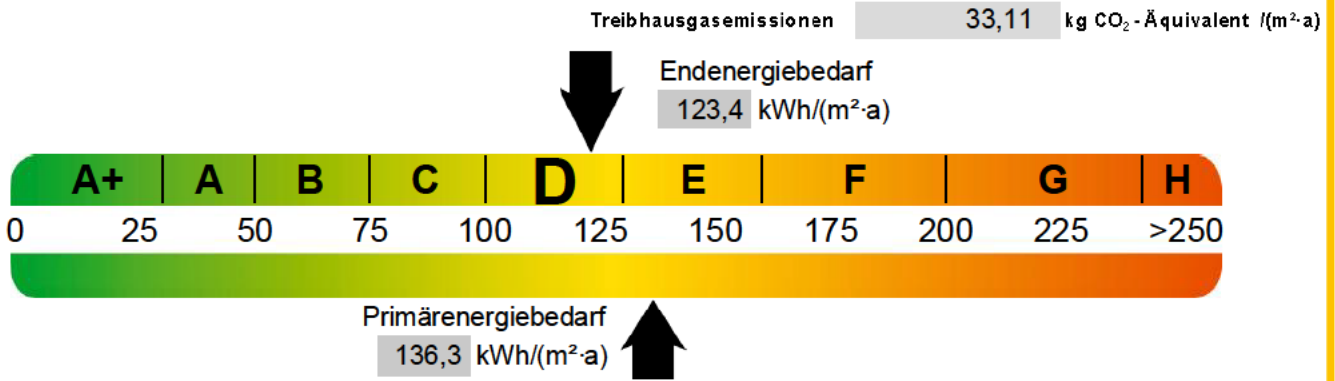 Treibhausgasemissionen 33,11 kg CO₂-Äquivalent /(m²·a)
Endenergiebedarf
123,4 kWh/(m²·a)
A+ A B C D E F G H
0 25 50 75 100 125 150 175 200 225 >250
Primärenergiebedarf
136,3 kWh/(m²·a)